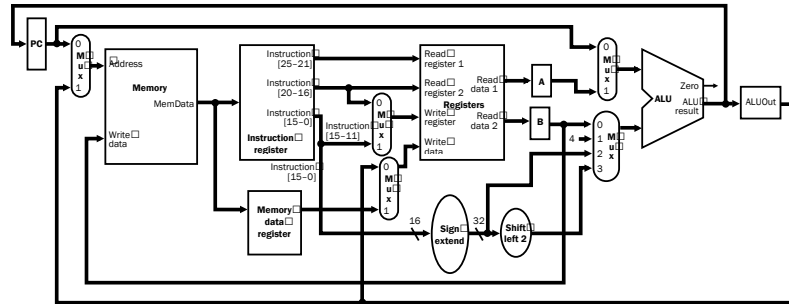 PC
0
M
u
x
1
Address
Memory
MemData
Write
data
Instruction
[25–21]
Instruction
[20–16]
Instruction
[15–0]
Instruction
register
Instruction
[15–11]
Instruction
[15–0]
Memory
data
register
0
M
u
x
1
0
M
u
x
1
Read
register 1
Read
register 2
Registers
Write
register
Write
data
Read
data 1
Read
data 2
16
Sign
extend
32
Shift
left 2
A
B
4
0
M
u
x
1
0
1
M
u
x
2
3
Zero
ALU
ALU
result
ALUOut